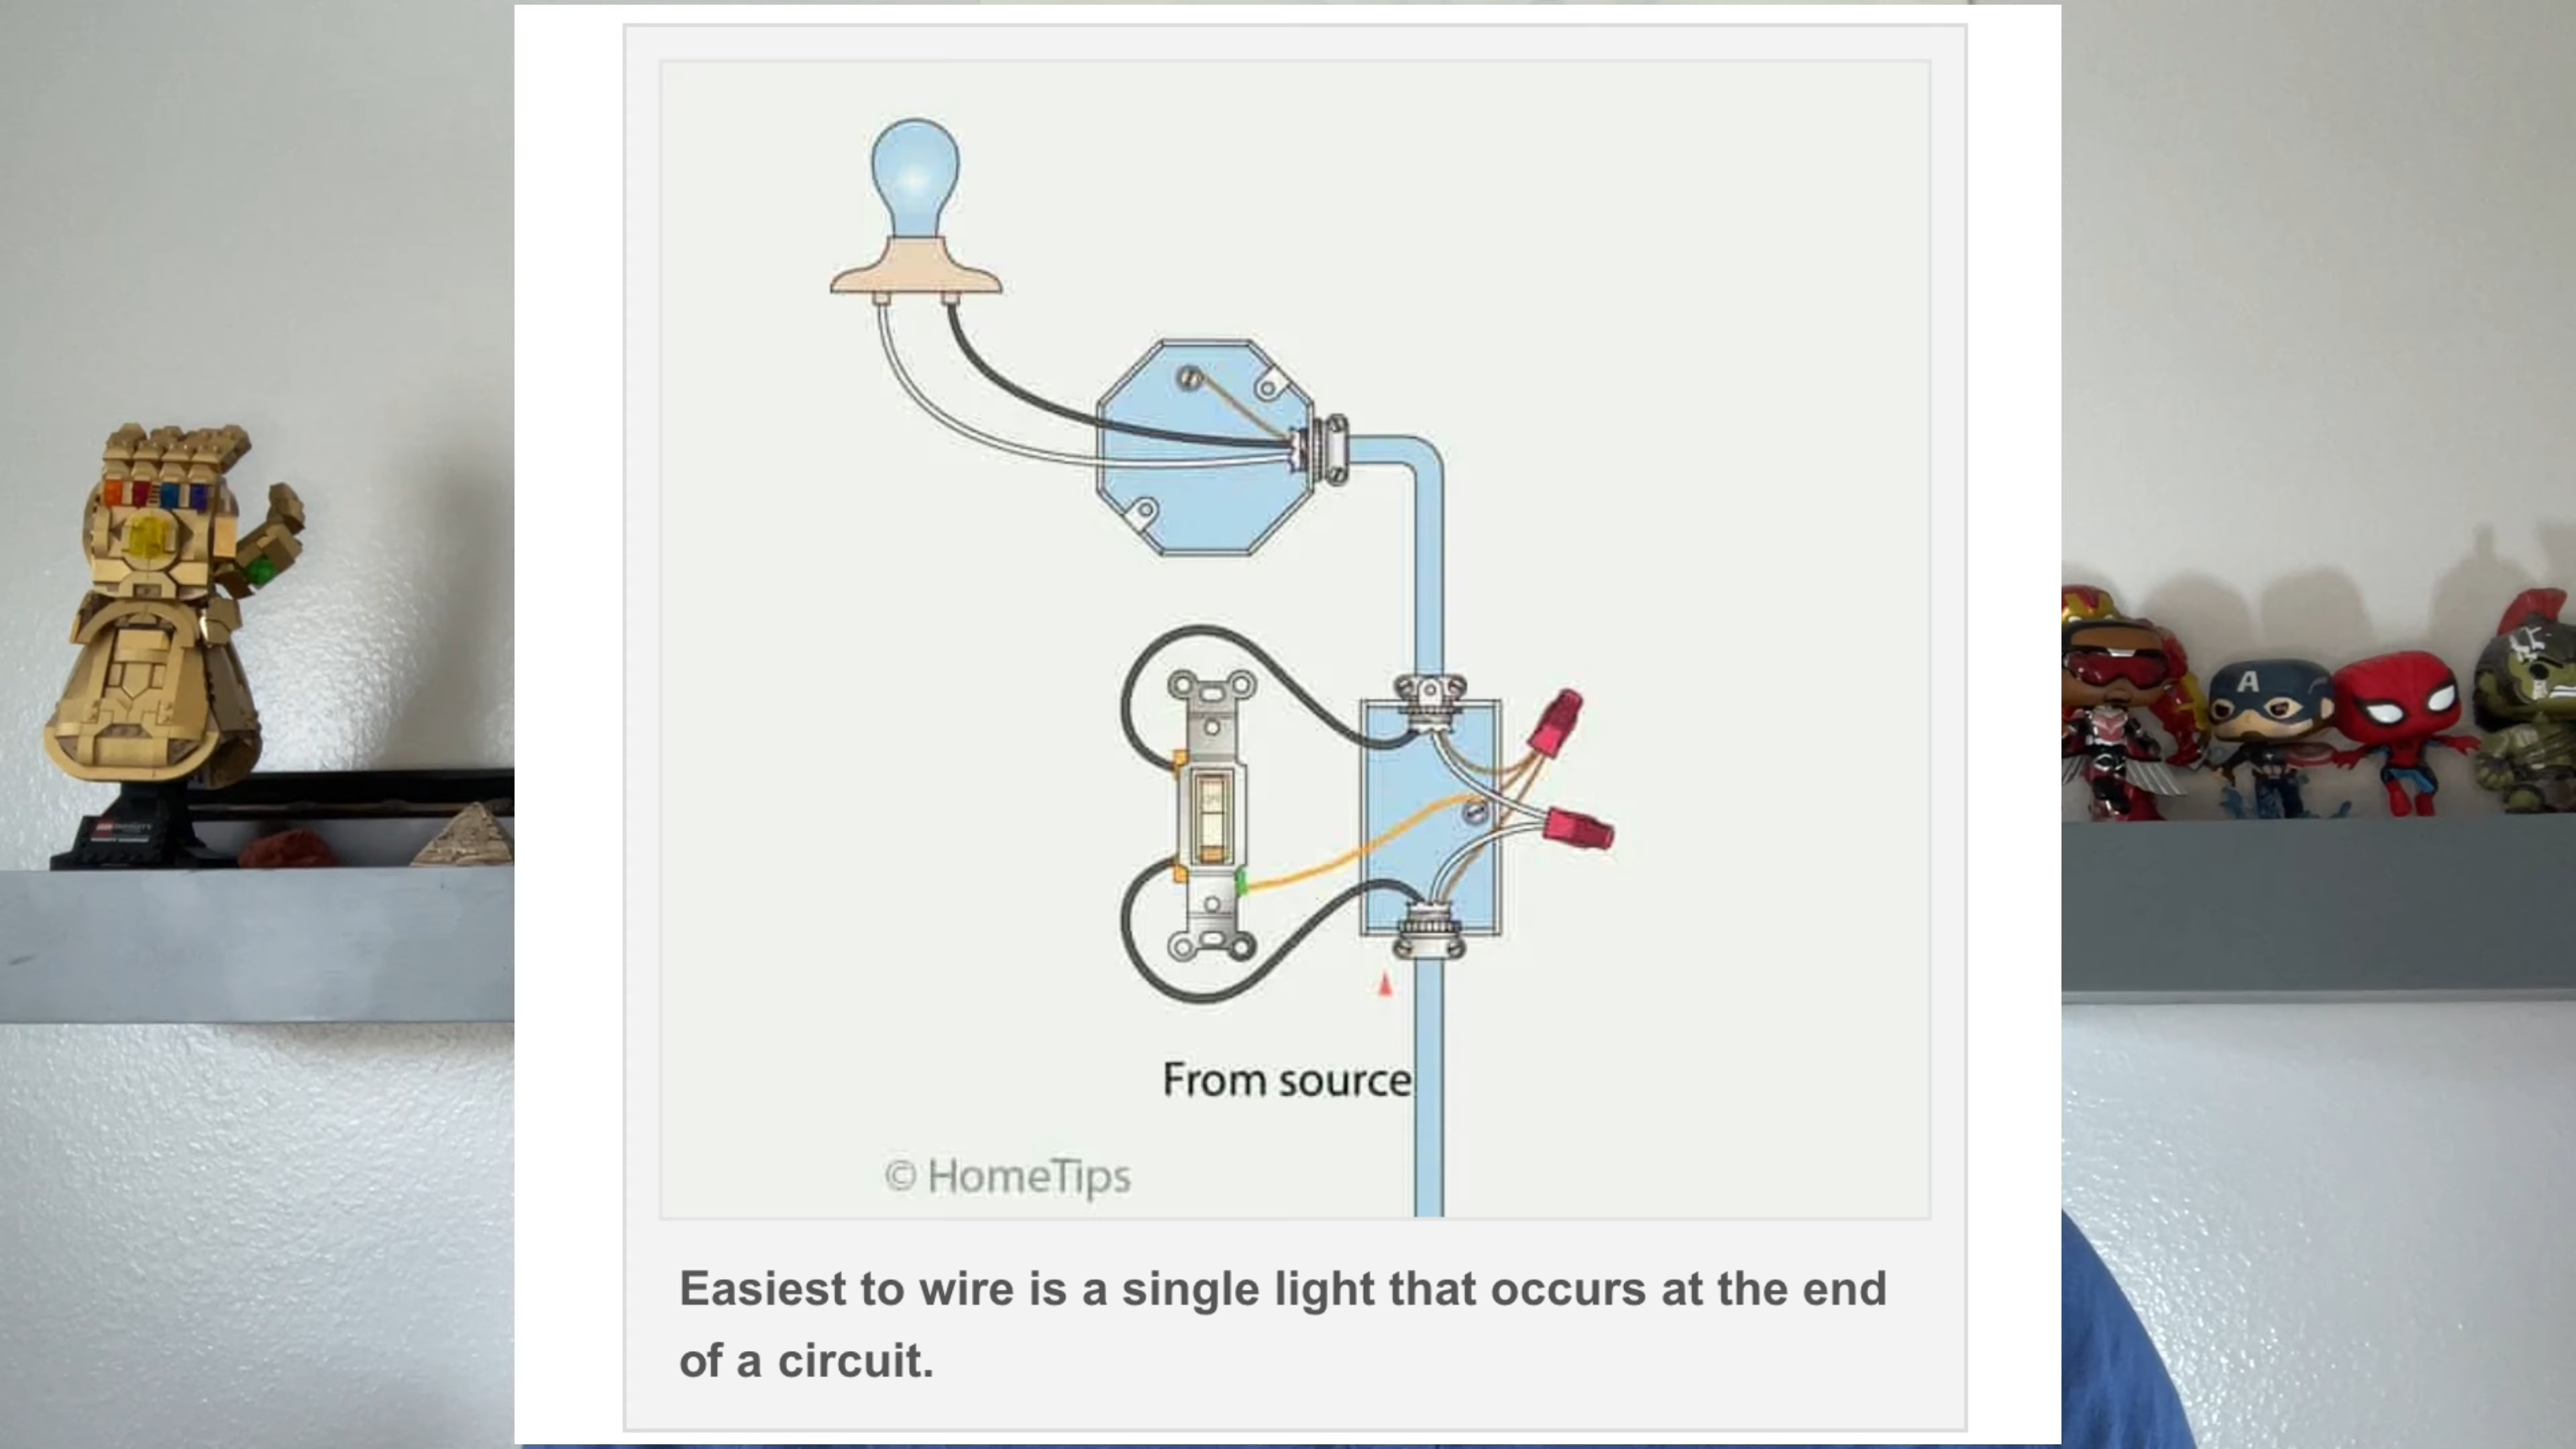 From source
© HomeTips
Easiest to wire is a single light that occurs at the end
of a circuit.
A